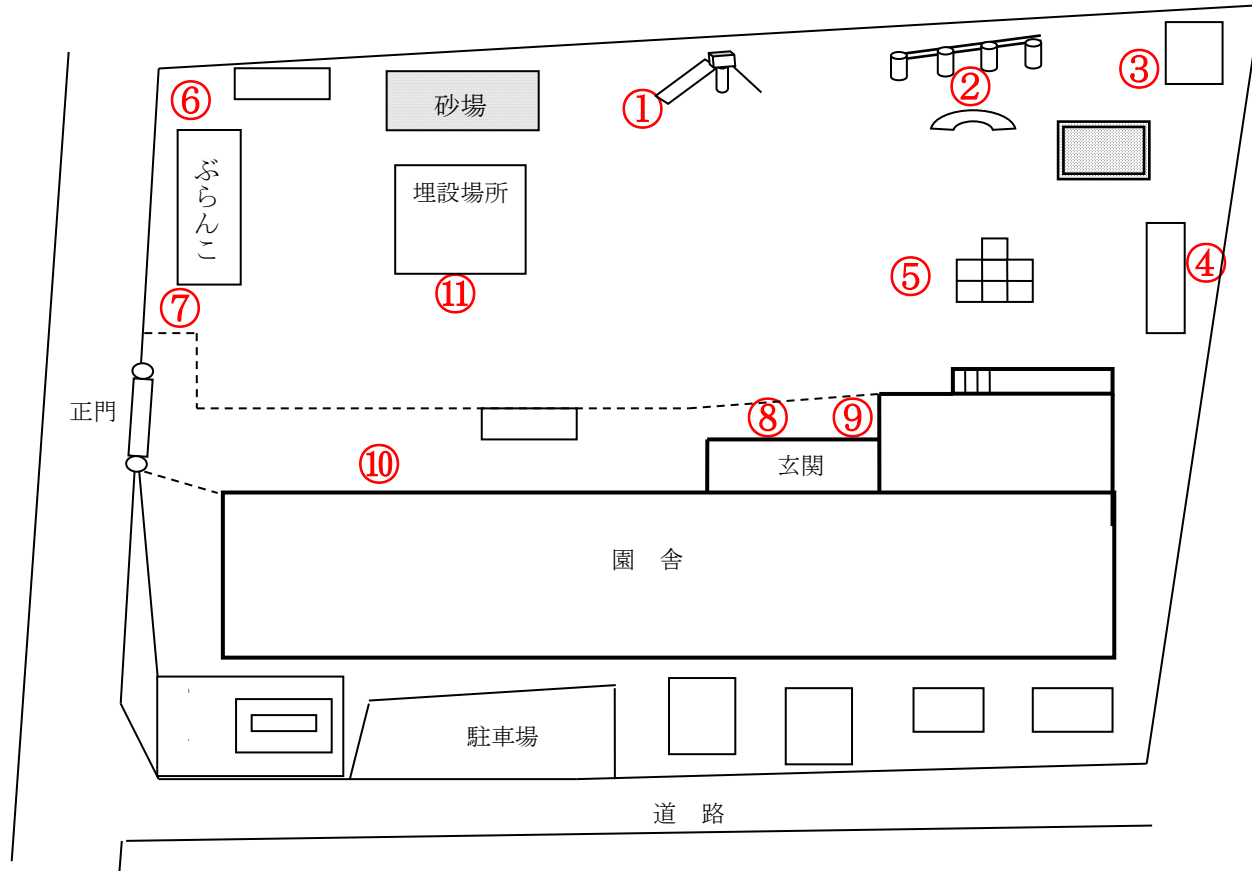 ⑥
砂場
①
②
③
ぶらんこ
埋設場所
④
⑤
⑦
⑪
正門
⑧
⑨
⑩
玄関
園 舎
駐車場
道 路